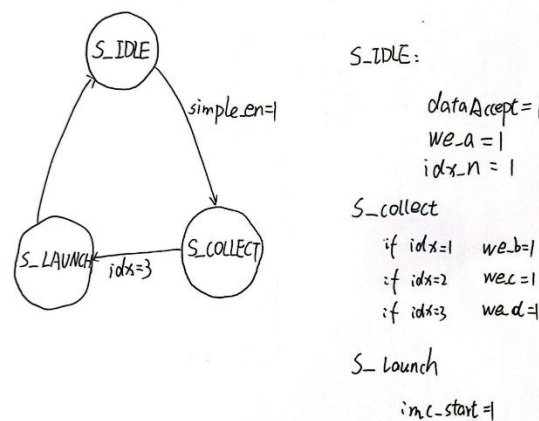 S_IDLE
simple_en=1
S_COLLECT
idx=3
S_LAUNCH
S_IDLE:
dataAccept=1
we_a=1
idx_n=1
S_collect
if idx=1 we_b=1
if idx=2 we_c=1
if idx=3 we_d=1
S_Launch
imc_start=1